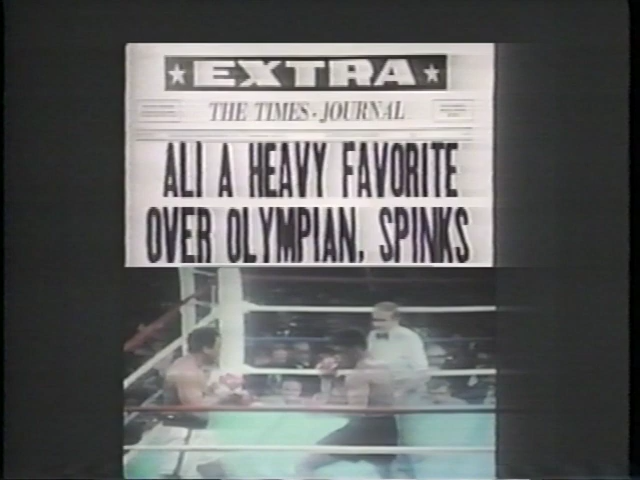 ★ EXTRA ★
THE TIMES-JOURNAL
ALI A HEAVY FAVORITE
OVER OLYMPIAN, SPINKS